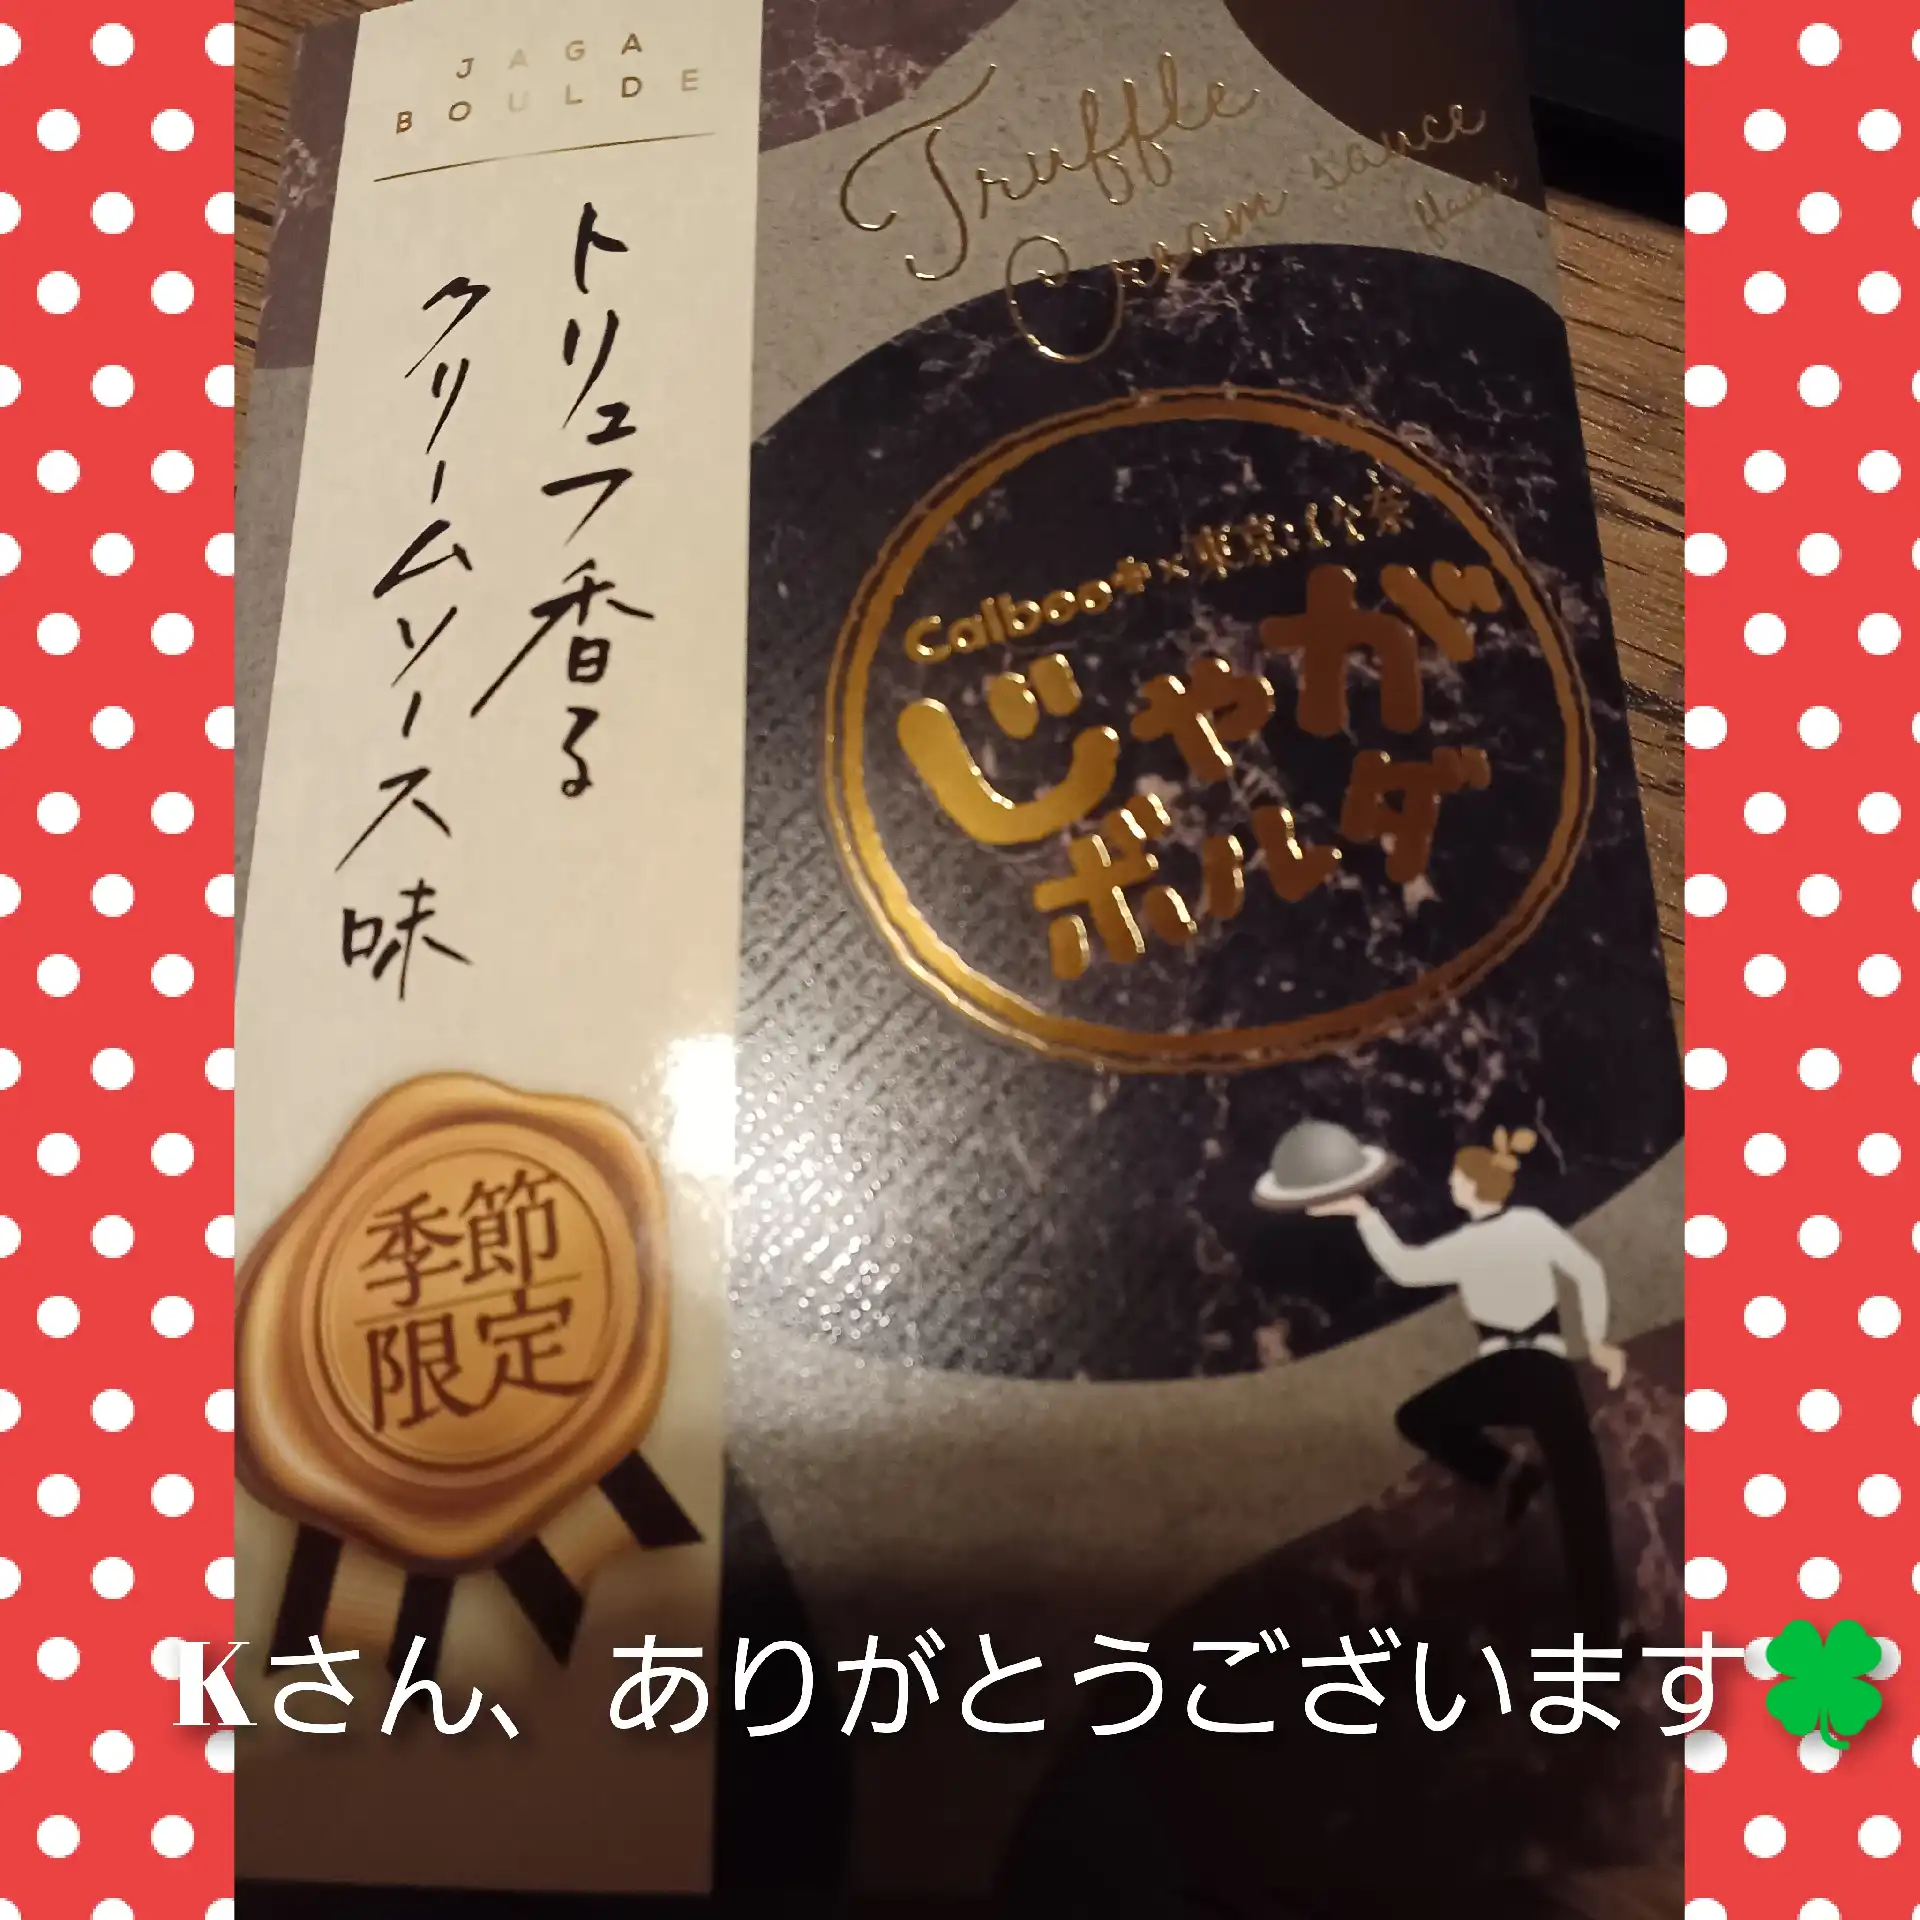 JAGA
BOULDE
トリュフ香る
クリームソース味
Truffle
Cream sauce
flavor
Calbee+×東京ばな奈
じゃが
ボルダ
季節
限定
Kさん、ありがとうございます🍀